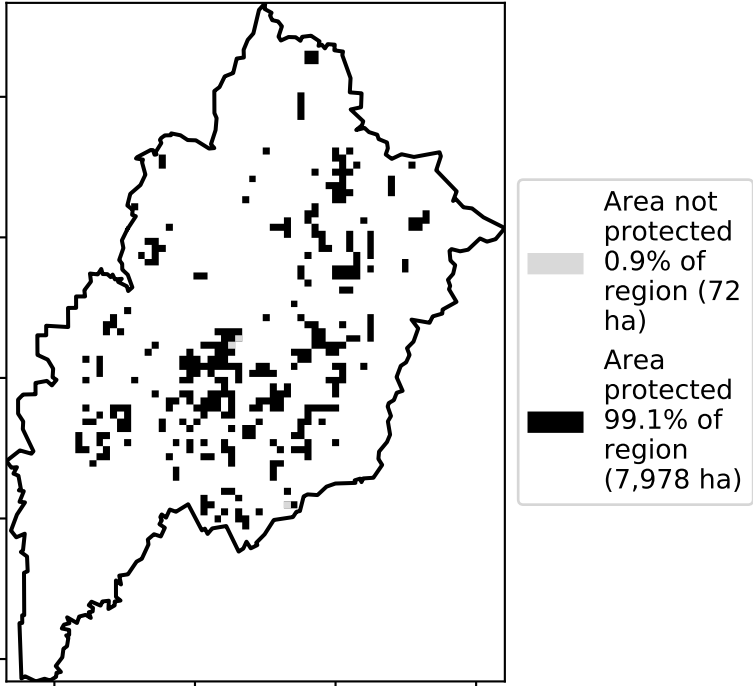 Area not
protected
0.9% of
region (72
ha)
Area
protected
99.1% of
region
(7,978 ha)